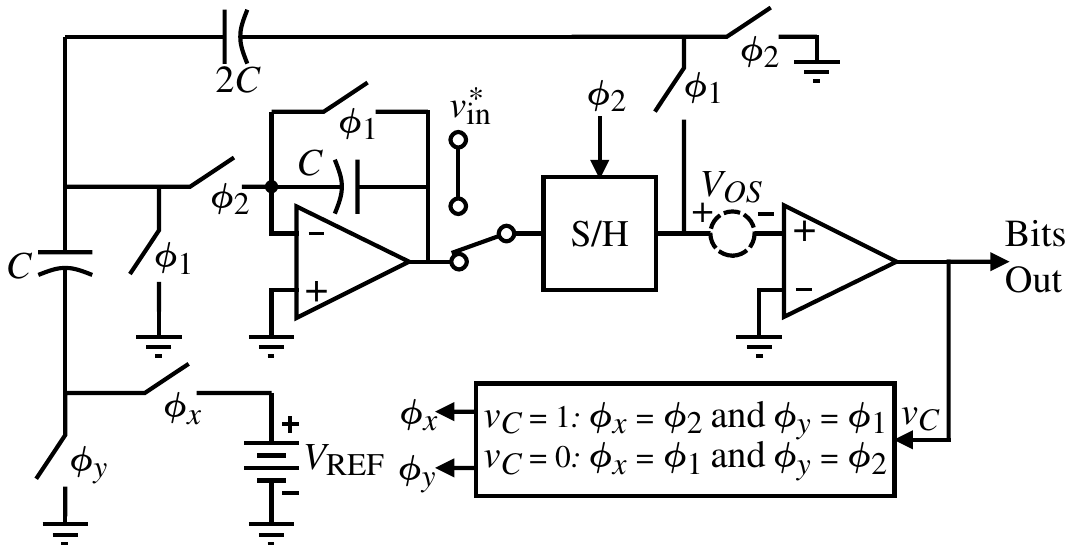 2C
ϕ2
ϕ1
ϕ2
ϕ1
v*in
C
ϕ2
ϕ1
C
S/H
+ VOS -
-
+
+
-
Bits
Out
ϕx
ϕy
+
VREF
-
ϕx
ϕy
vC = 1: ϕx = ϕ2 and ϕy = ϕ1
vC = 0: ϕx = ϕ1 and ϕy = ϕ2
vC